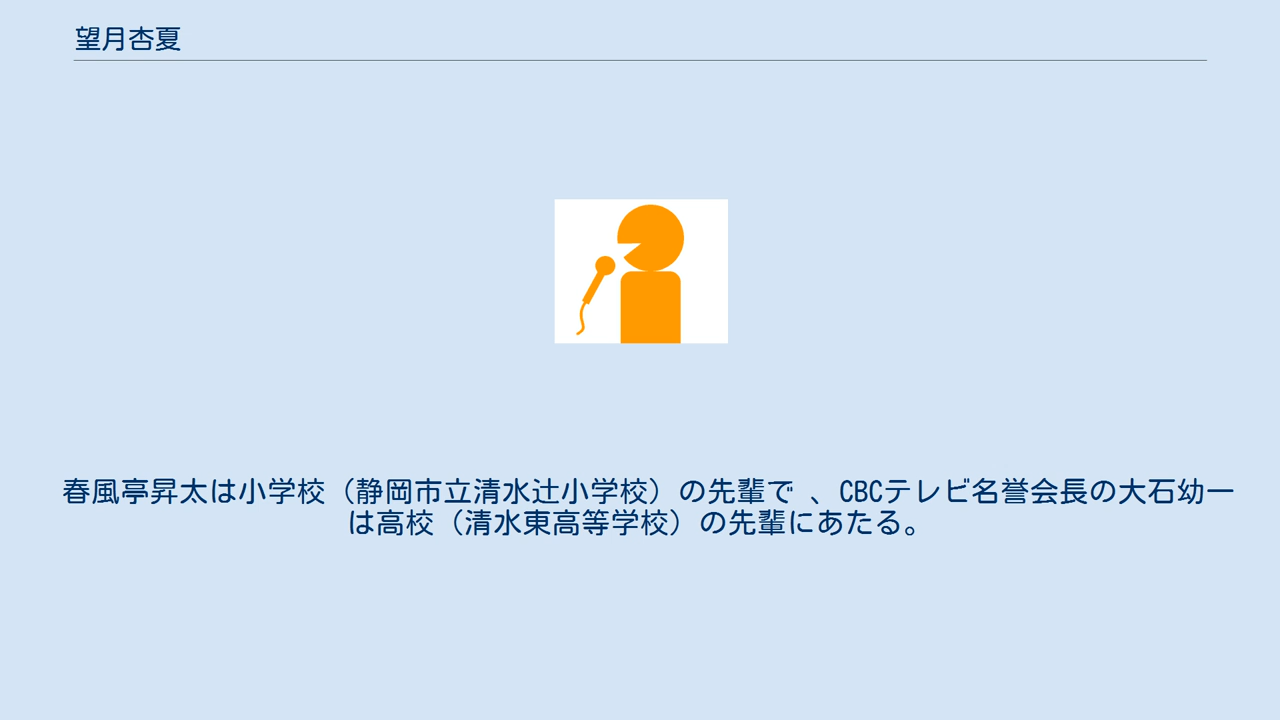 望月杏夏
春風亭昇太は小学校（静岡市立清水辻小学校）の先輩で 、CBCテレビ名誉会長の大石幼一
は高校（清水東高等学校）の先輩にあたる。